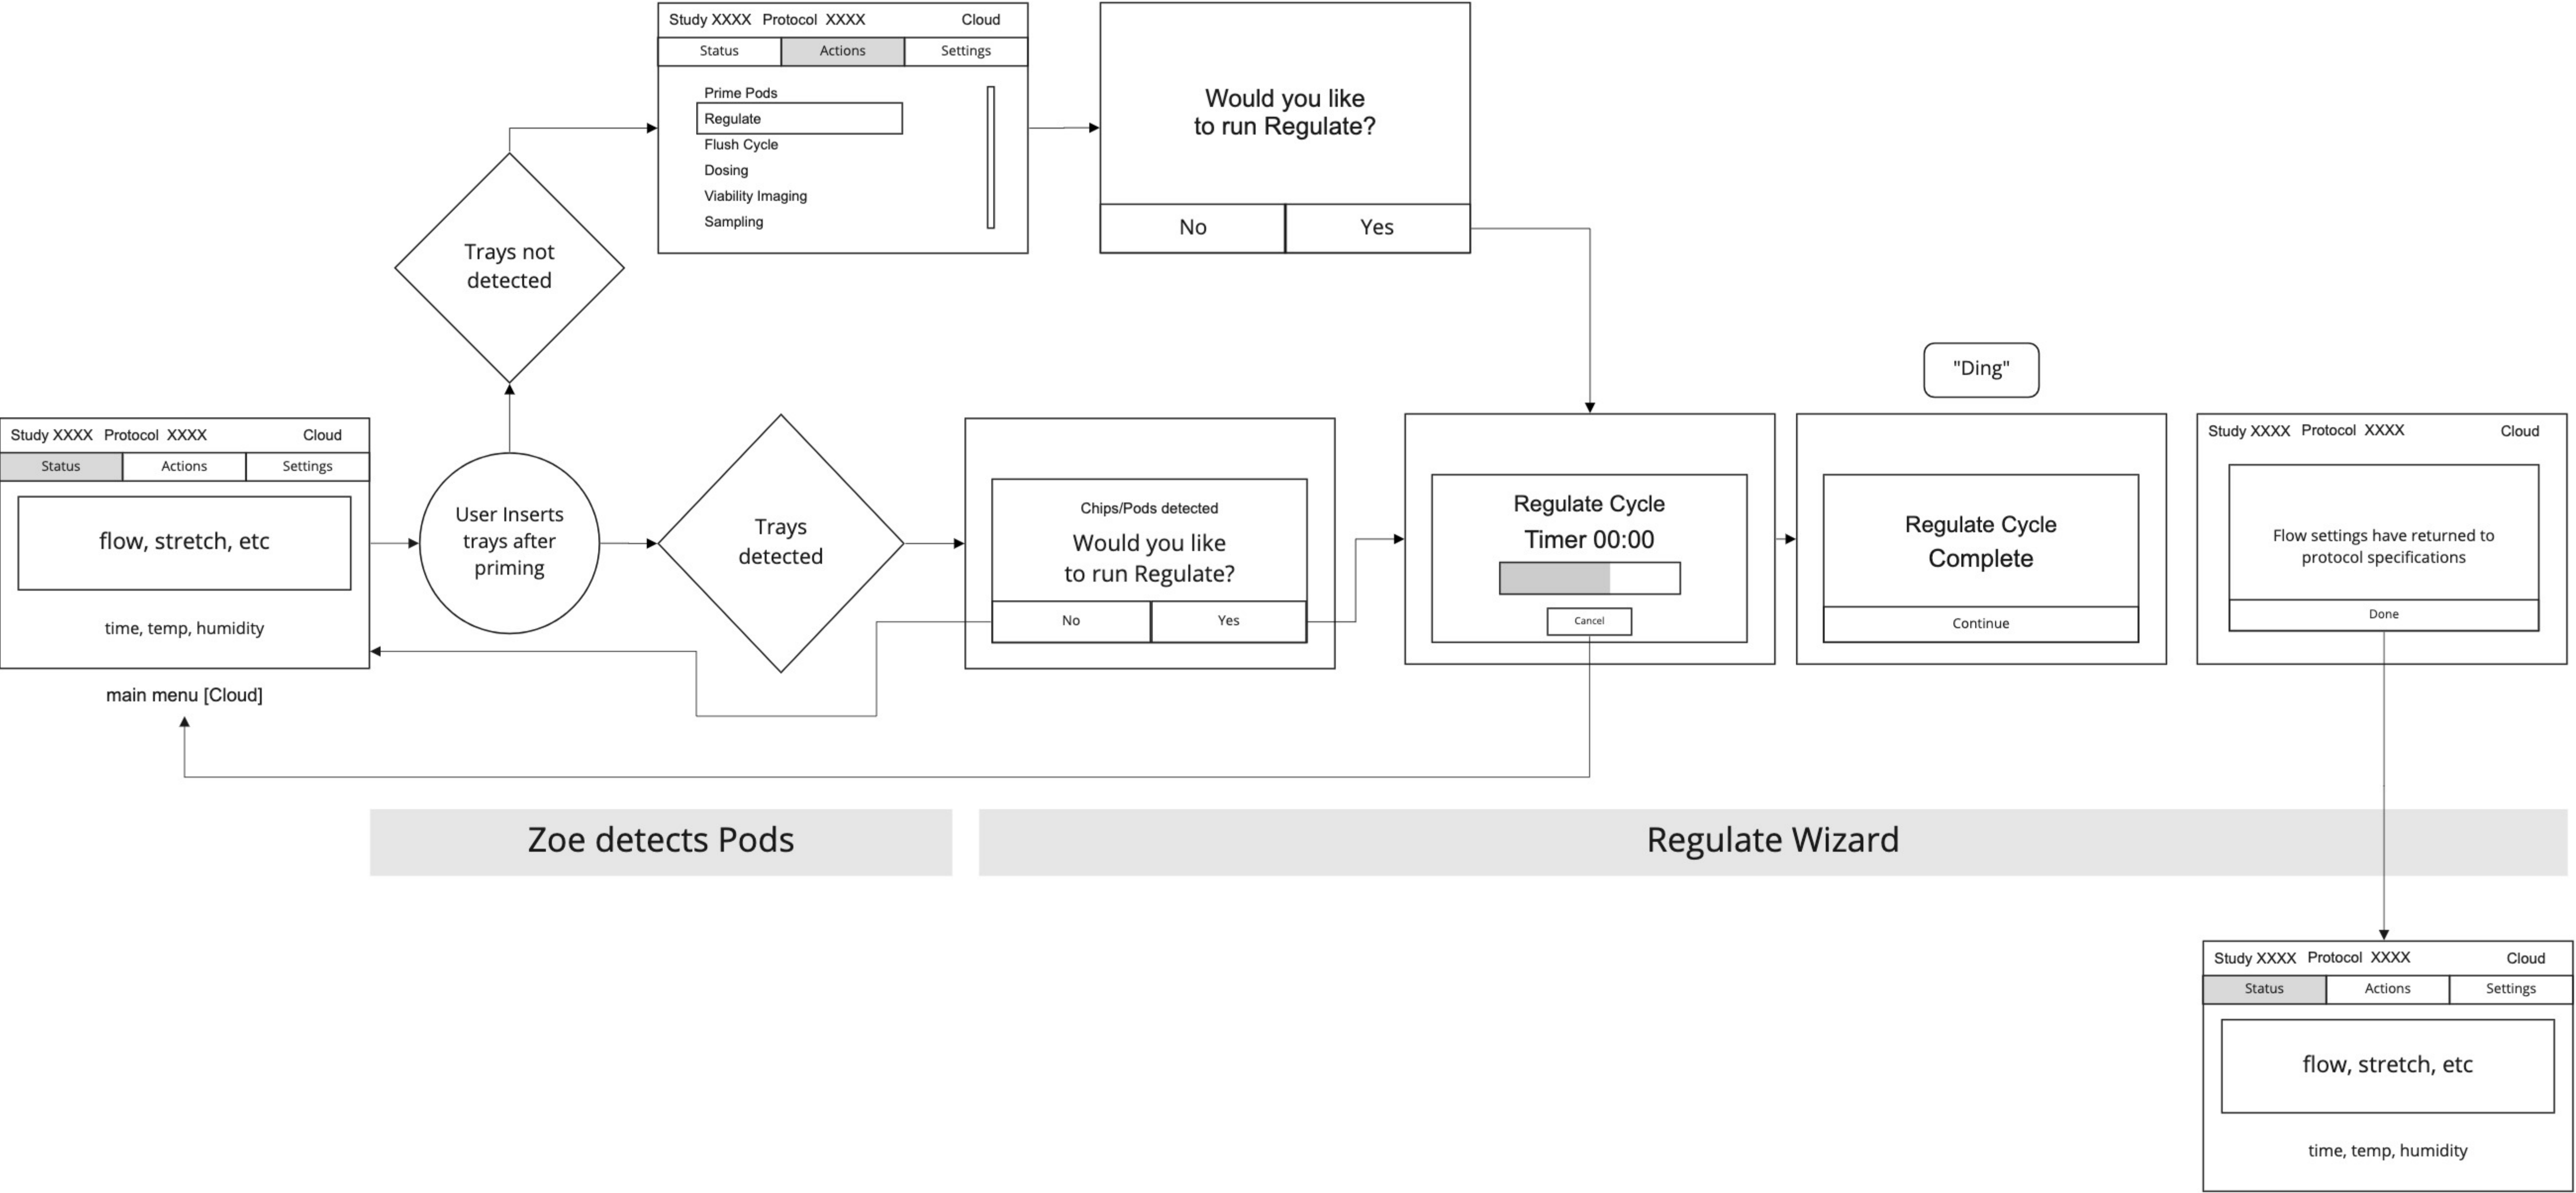 Study XXXX Protocol XXXX Cloud
Status Actions Settings
Prime Pods
Regulate
Flush Cycle
Dosing
Viability Imaging
Sampling
Would you like
to run Regulate?
No Yes
Trays not
detected
"Ding"
Study XXXX Protocol XXXX Cloud
Status Actions Settings
flow, stretch, etc
time, temp, humidity
main menu [Cloud]
User Inserts
trays after
priming
Trays
detected
Chips/Pods detected
Would you like
to run Regulate?
No Yes
Regulate Cycle
Timer 00:00
Cancel
Regulate Cycle
Complete
Continue
Study XXXX Protocol XXXX Cloud
Flow settings have returned to
protocol specifications
Done
Zoe detects Pods
Regulate Wizard
Study XXXX Protocol XXXX Cloud
Status Actions Settings
flow, stretch, etc
time, temp, humidity